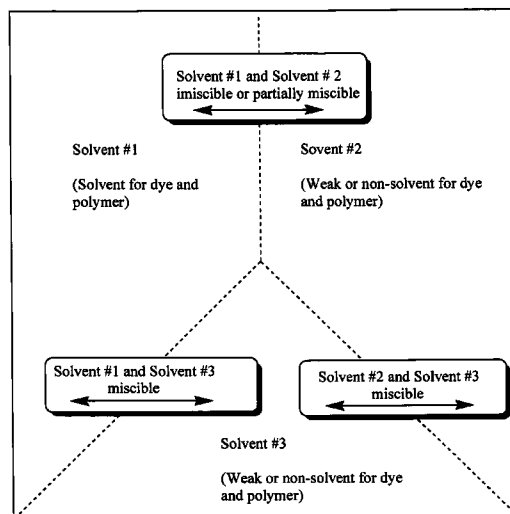 Solvent #1 and Solvent # 2
imiscible or partially miscible
Solvent #1
(Solvent for dye and
polymer)
Sovent #2
(Weak or non-solvent for dye
and polymer)
Solvent #1 and Solvent #3
miscible
Solvent #2 and Solvent #3
miscible
Solvent #3
(Weak or non-solvent for dye
and polymer)